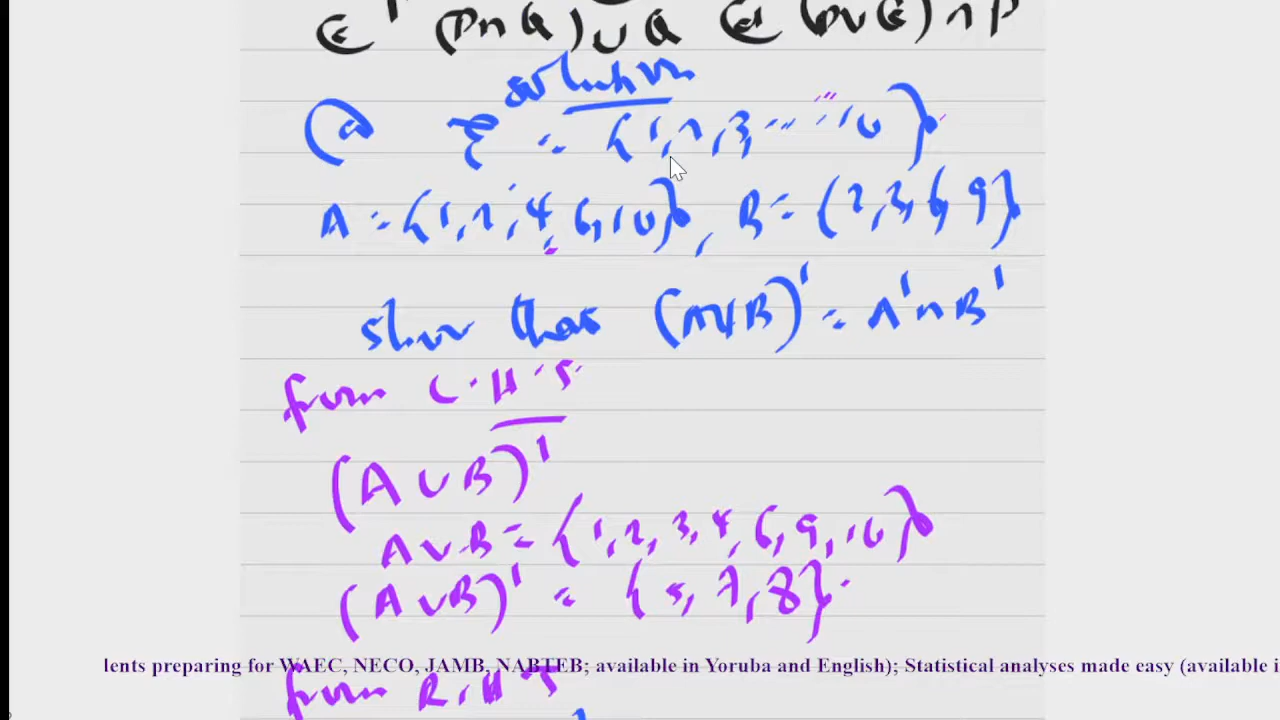 (P∩Q)∪Q (P∪Q)∩P
solution
(a) ξ = {1,2,3,......10}
A = {1,2,4,6,10}, B = {2,3,6,9}
show that (A∪B)' = A'∩B'
from L.H.S.
(A∪B)'
A∪B = {1,2,3,4,6,9,10}
(A∪B)' = {5,7,8}.
lents preparing for WAEC, NECO, JAMB, NABTEB; available in Yoruba and English); Statistical analyses made easy (available i
from R.H.S